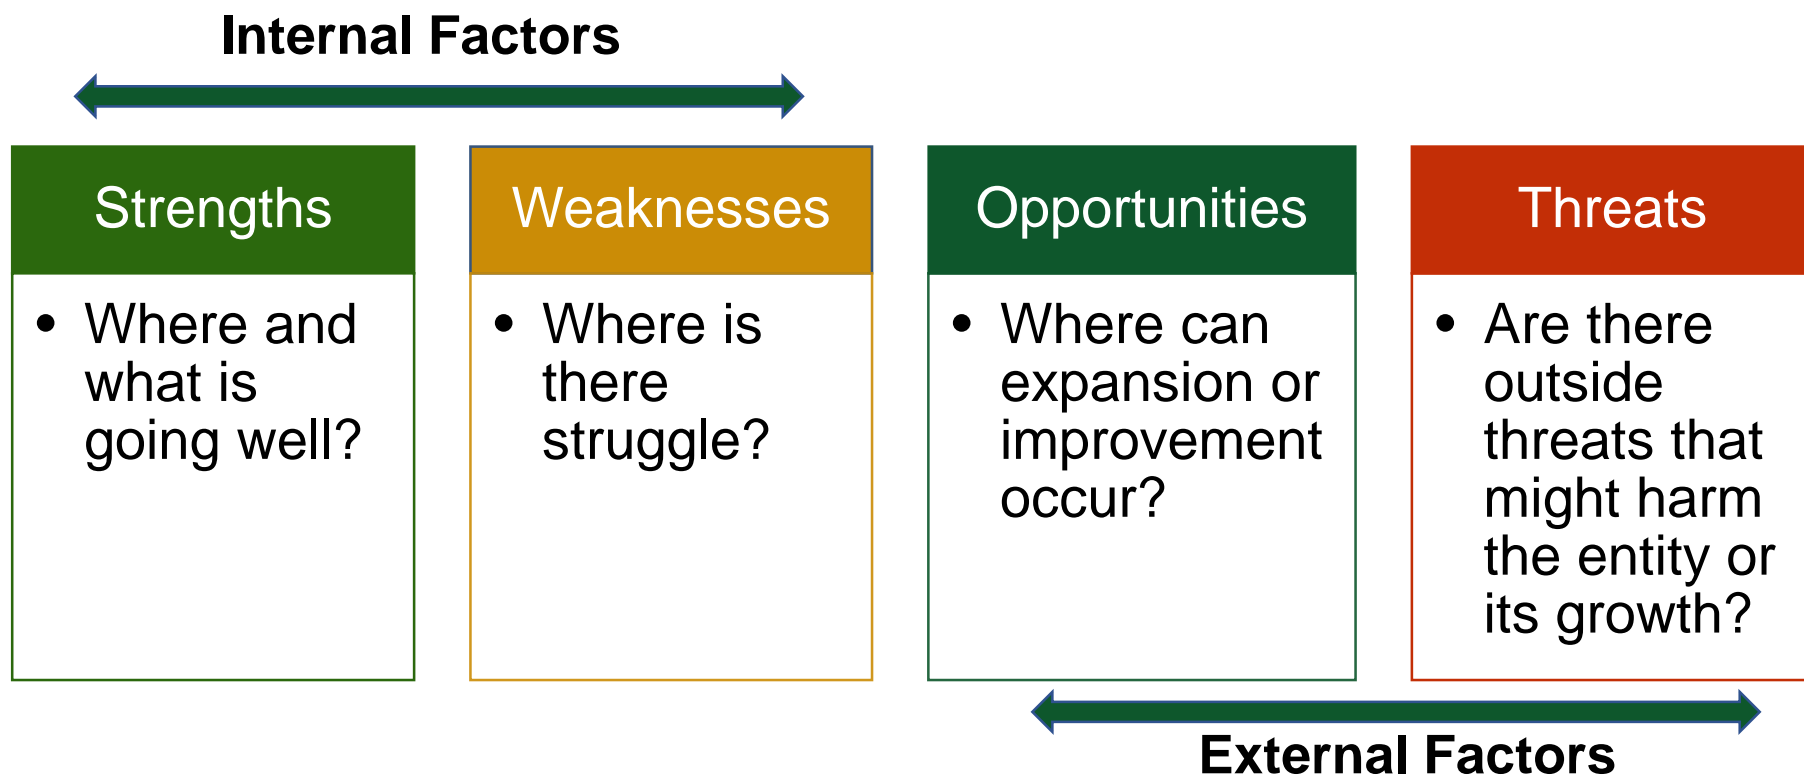 Internal Factors
Strengths
• Where and
what is
going well?
Weaknesses
• Where is
there
struggle?
Opportunities
• Where can
expansion or
improvement
occur?
Threats
• Are there
outside
threats that
might harm
the entity or
its growth?
External Factors